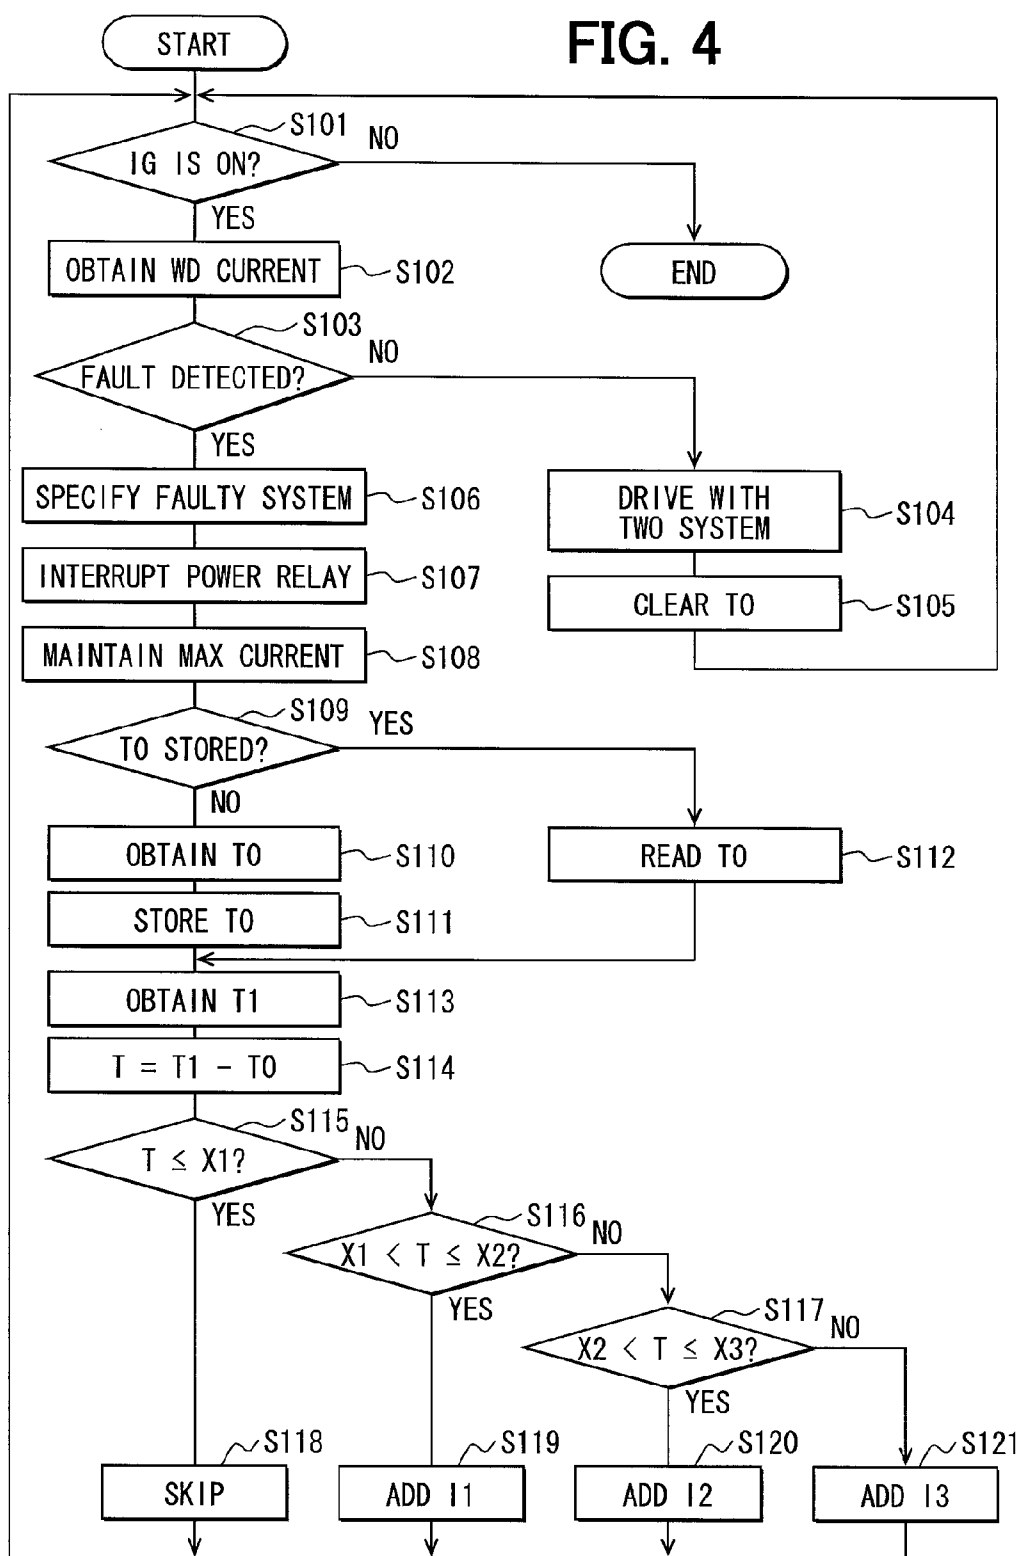 FIG. 4
START
S101
IG IS ON?
NO
YES
OBTAIN WD CURRENT
S102
END
S103
FAULT DETECTED?
NO
YES
SPECIFY FAULTY SYSTEM
S106
DRIVE WITH
TWO SYSTEM
S104
INTERRUPT POWER RELAY
S107
CLEAR T0
S105
MAINTAIN MAX CURRENT
S108
S109
T0 STORED?
YES
NO
OBTAIN T0
S110
READ T0
S112
STORE T0
S111
OBTAIN T1
S113
T = T1 - T0
S114
S115
T ≦ X1?
NO
YES
S116
X1 < T ≦ X2?
NO
YES
S117
X2 < T ≦ X3?
NO
YES
S118
SKIP
S119
ADD I1
S120
ADD I2
S121
ADD I3